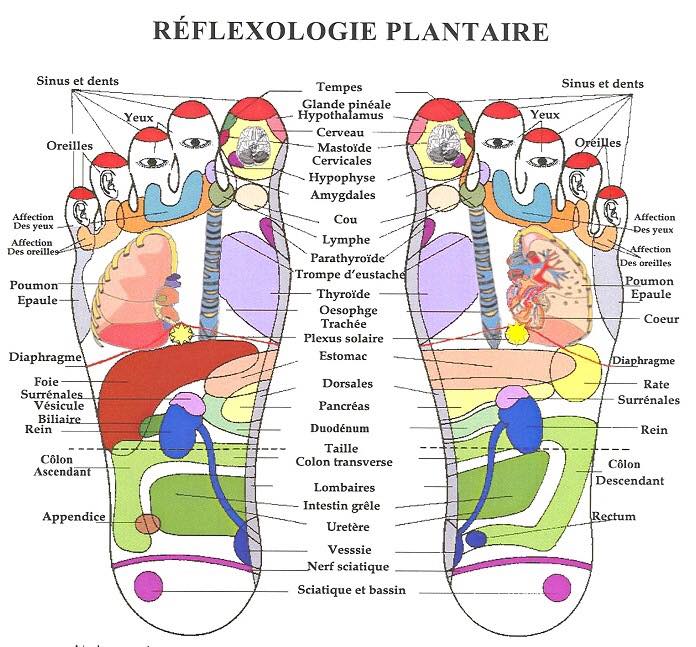 RÉFLEXOLOGIE PLANTAIRE
Sinus et dents
Yeux
Oreilles
Affection
Des yeux
Affection
Des oreilles
Poumon
Epaule
Diaphragme
Foie
Surrénales
Vésicule
Biliaire
Rein
Côlon
Ascendant
Appendice
Tempes
Glande pinéale
Hypothalamus
Cerveau
Mastoïde
Cervicales
Hypophyse
Amygdales
Cou
Lymphe
Parathyroïde
Trompe d'eustache
Thyroïde
Oesophge
Trachée
Plexus solaire
Estomac
Dorsales
Pancréas
Duodénum
Taille
Colon transverse
Lombaires
Intestin grêle
Uretère
Vesssie
Nerf sciatique
Sciatique et bassin
Sinus et dents
Yeux
Oréilles
Affection
Des yeux
Affection
Des oreilles
Poumon
Epaule
Coeur
Diaphragme
Rate
Surrénales
Rein
Côlon
Descendant
Rectum